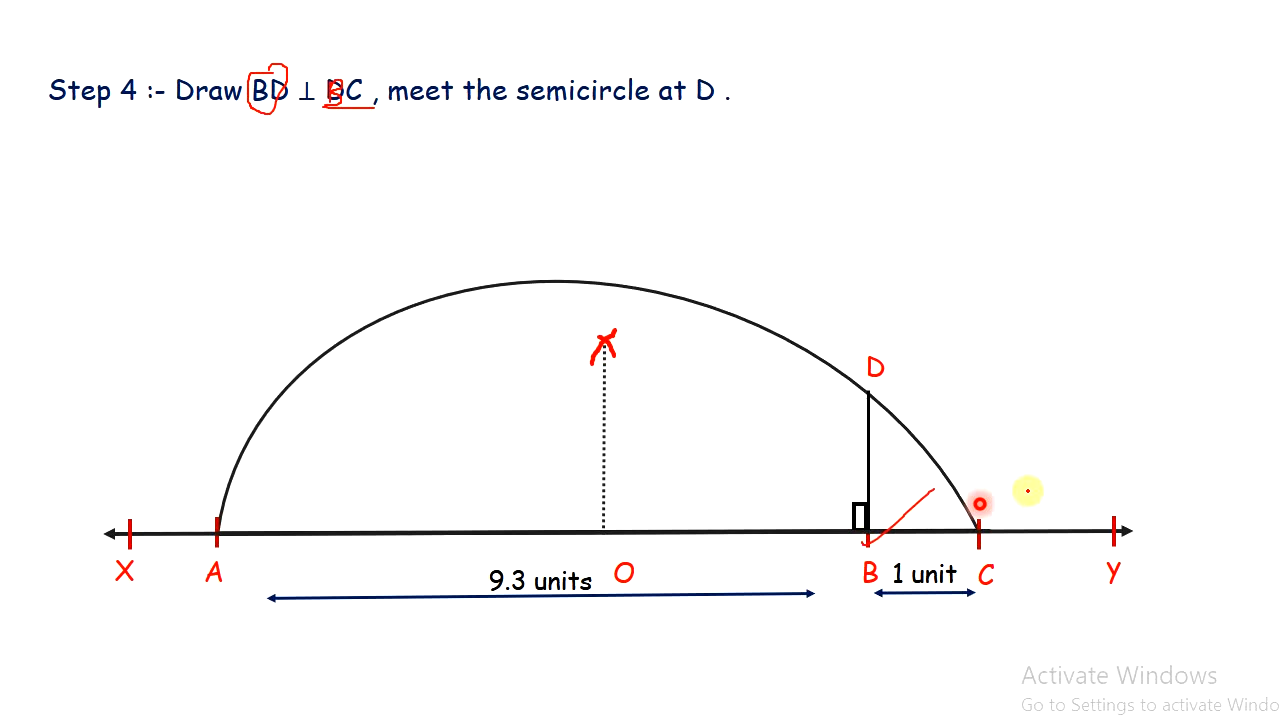 Step 4 :- Draw BD ⊥ BC , meet the semicircle at D .
D
X A 9.3 units O B 1 unit C Y
Activate Windows
Go to Settings to activate Windo